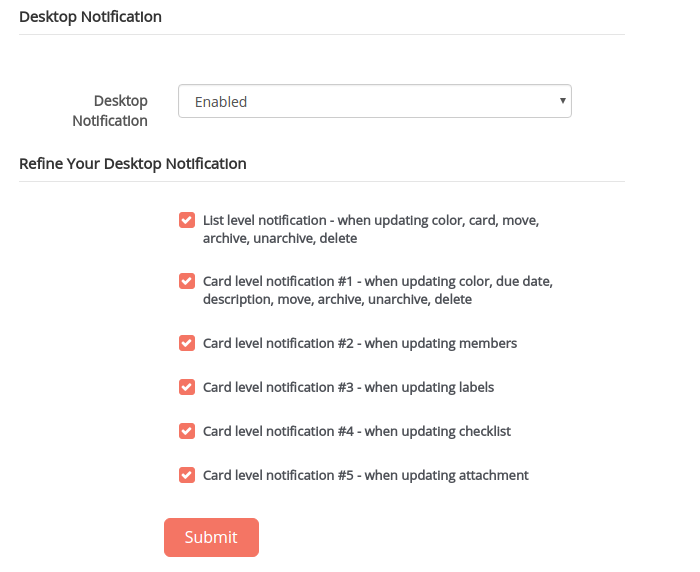 Desktop Notification
Desktop
Notification
Enabled
Refine Your Desktop Notification
List level notification - when updating color, card, move,
archive, unarchive, delete
Card level notification #1 - when updating color, due date,
description, move, archive, unarchive, delete
Card level notification #2 - when updating members
Card level notification #3 - when updating labels
Card level notification #4 - when updating checklist
Card level notification #5 - when updating attachment
Submit